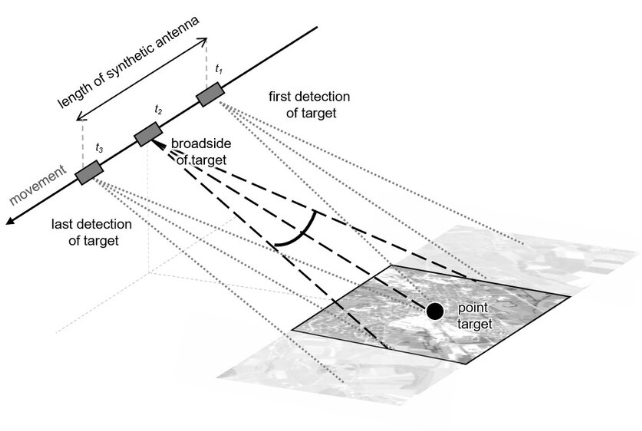 length of synthetic antenna
t1
first detection
of target
t2
broadside
of target
t3
movement
last detection
of target
point
target